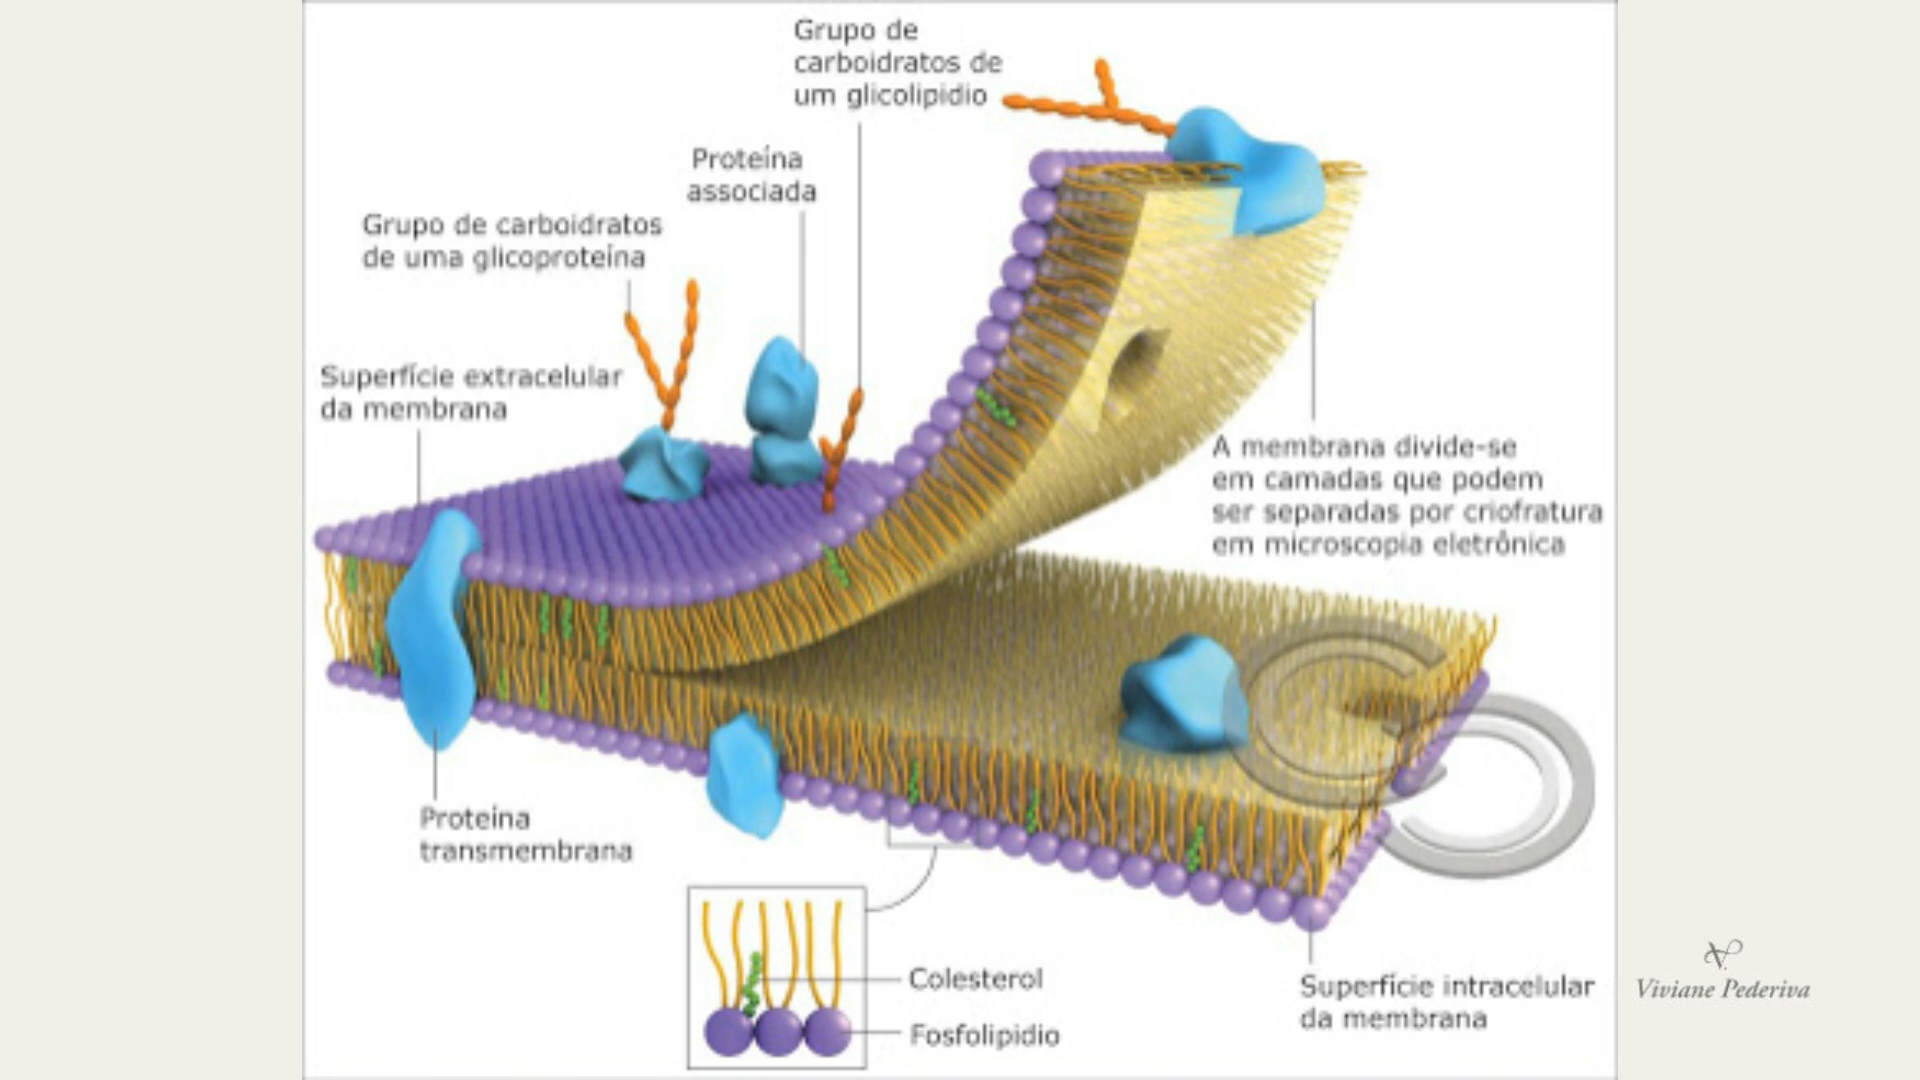 Grupo de
carboidratos de
um glicolipidio
Proteína
associada
Grupo de carboidratos
de uma glicoproteína
Superfície extracelular
da membrana
A membrana divide-se
em camadas que podem
ser separadas por criofratura
em microscopia eletrônica
Proteína
transmembrana
Colesterol
Fosfolipidio
Superfície intracelular
da membrana
Viviane Pederiva